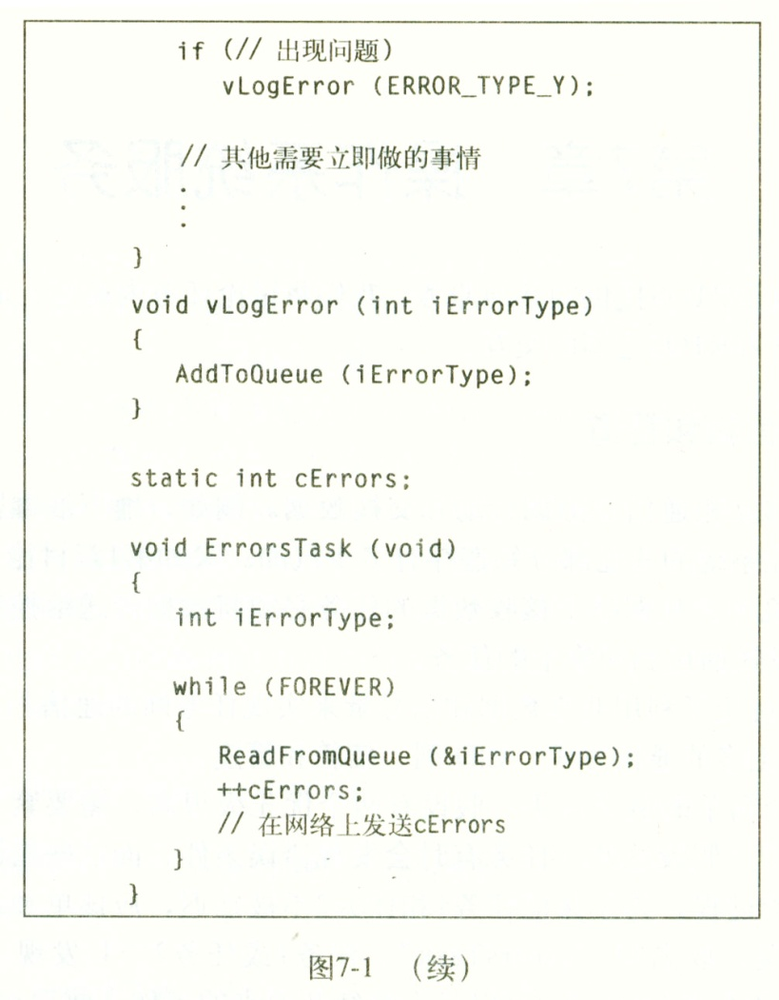 if (// 出现问题)
vLogError (ERROR_TYPE_Y);
// 其他需要立即做的事情
.
.
.
}
void vLogError (int iErrorType)
{
AddToQueue (iErrorType);
}
static int cErrors;
void ErrorsTask (void)
{
int iErrorType;
while (FOREVER)
{
ReadFromQueue (&iErrorType);
++cErrors;
// 在网络上发送cErrors
}
}
图7-1 (续)